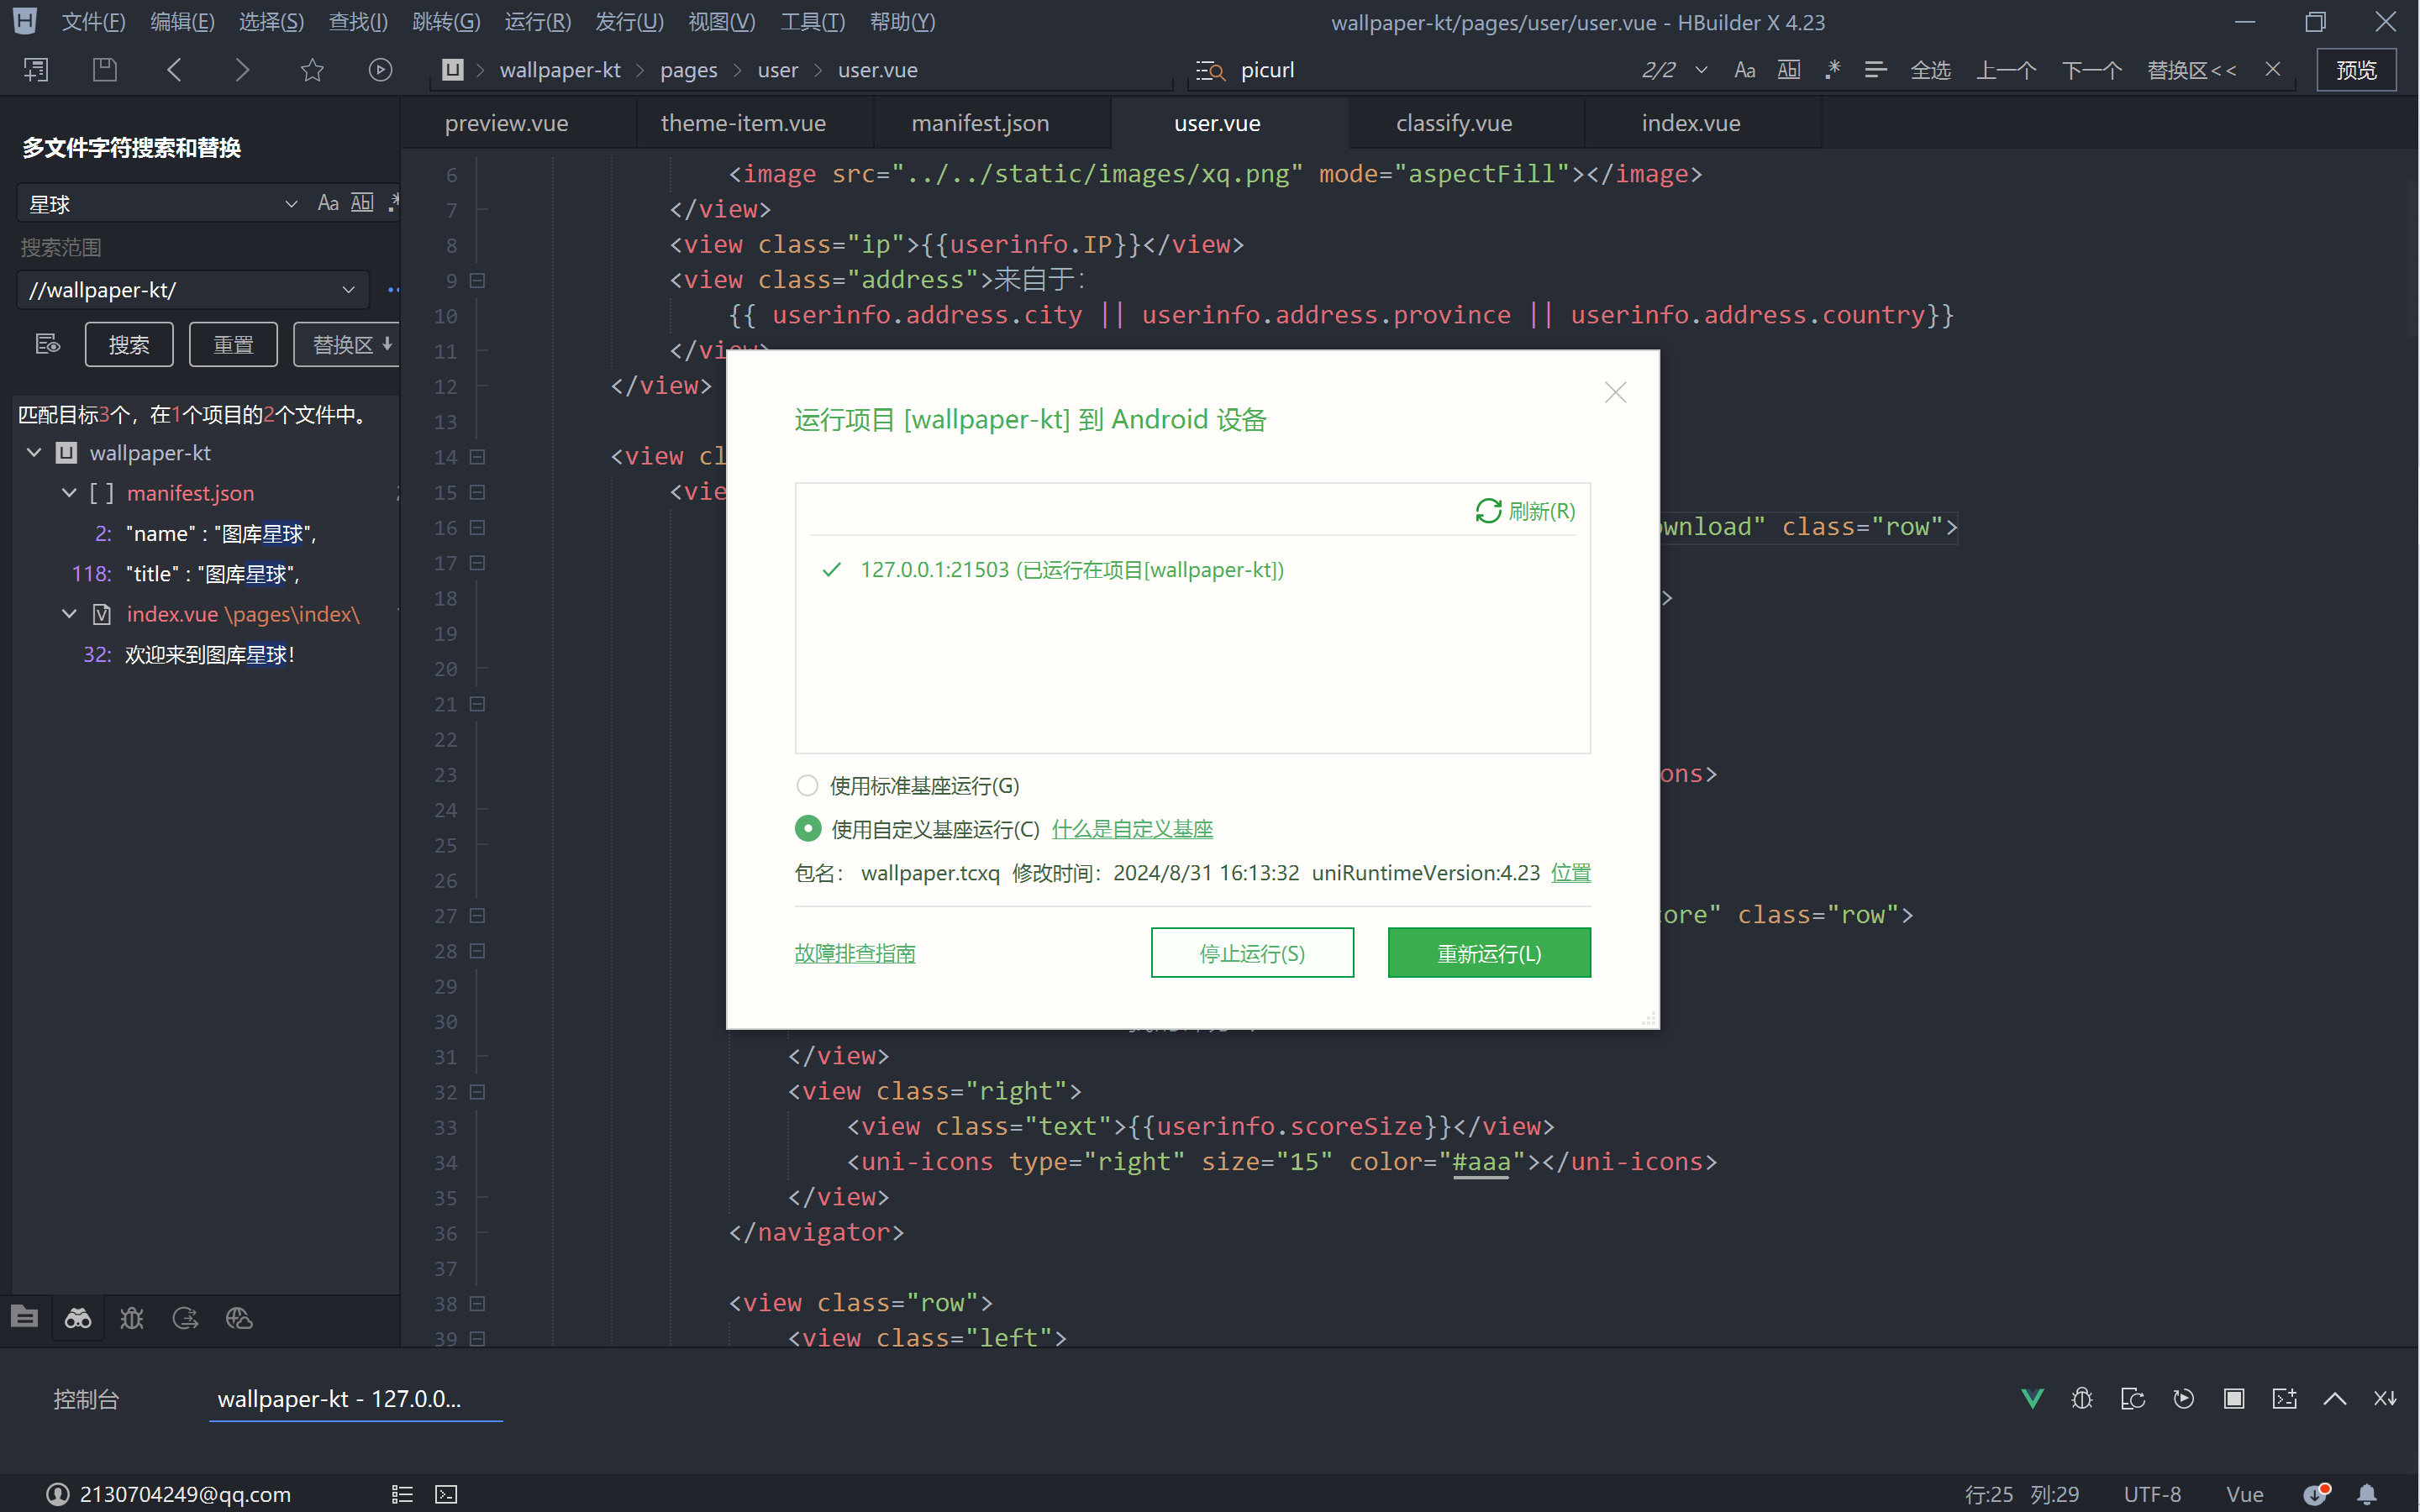 文件(F) 编辑(E) 选择(S) 查找(I) 跳转(G) 运行(R) 发行(U) 视图(V) 工具(T) 帮助(Y)
wallpaper-kt/pages/user/user.vue - HBuilder X 4.23
wallpaper-kt > pages > user > user.vue
picurl
2/2 Aa Ab| .* 全选 上一个 下一个 替换区<< 预览
preview.vue theme-item.vue manifest.json user.vue classify.vue index.vue
多文件字符搜索和替换
星球 Aa Ab| .*
搜索范围
//wallpaper-kt/
搜索 重置 替换区
匹配目标3个，在1个项目的2个文件中。
wallpaper-kt
[ ] manifest.json
2: "name" : "图库星球",
118: "title" : "图库星球",
index.vue \pages\index\
32: 欢迎来到图库星球!
6 <image src="../../static/images/xq.png" mode="aspectFill"></image>
7 </view>
8 <view class="ip">{{userinfo.IP}}</view>
9 <view class="address">来自于:
10 {{ userinfo.address.city || userinfo.address.province || userinfo.address.country}}
11 </view>
12 </view>
13
14 <view cl
15 <vie
16 ownload" class="row">
17
18 >
19
20
21
22
23 ons>
24
25
26
27 core" class="row">
28
29
30
31 </view>
32 <view class="right">
33 <view class="text">{{userinfo.scoreSize}}</view>
34 <uni-icons type="right" size="15" color="#aaa"></uni-icons>
35 </view>
36 </navigator>
37
38 <view class="row">
39 <view class="left">
运行项目 [wallpaper-kt] 到 Android 设备
刷新(R)
127.0.0.1:21503 (已运行在项目[wallpaper-kt])
使用标准基座运行(G)
使用自定义基座运行(C) 什么是自定义基座
包名： wallpaper.tcxq 修改时间：2024/8/31 16:13:32 uniRuntimeVersion:4.23 位置
故障排查指南 停止运行(S) 重新运行(L)
控制台 wallpaper-kt - 127.0.0...
2130704249@qq.com
行:25 列:29 UTF-8 Vue